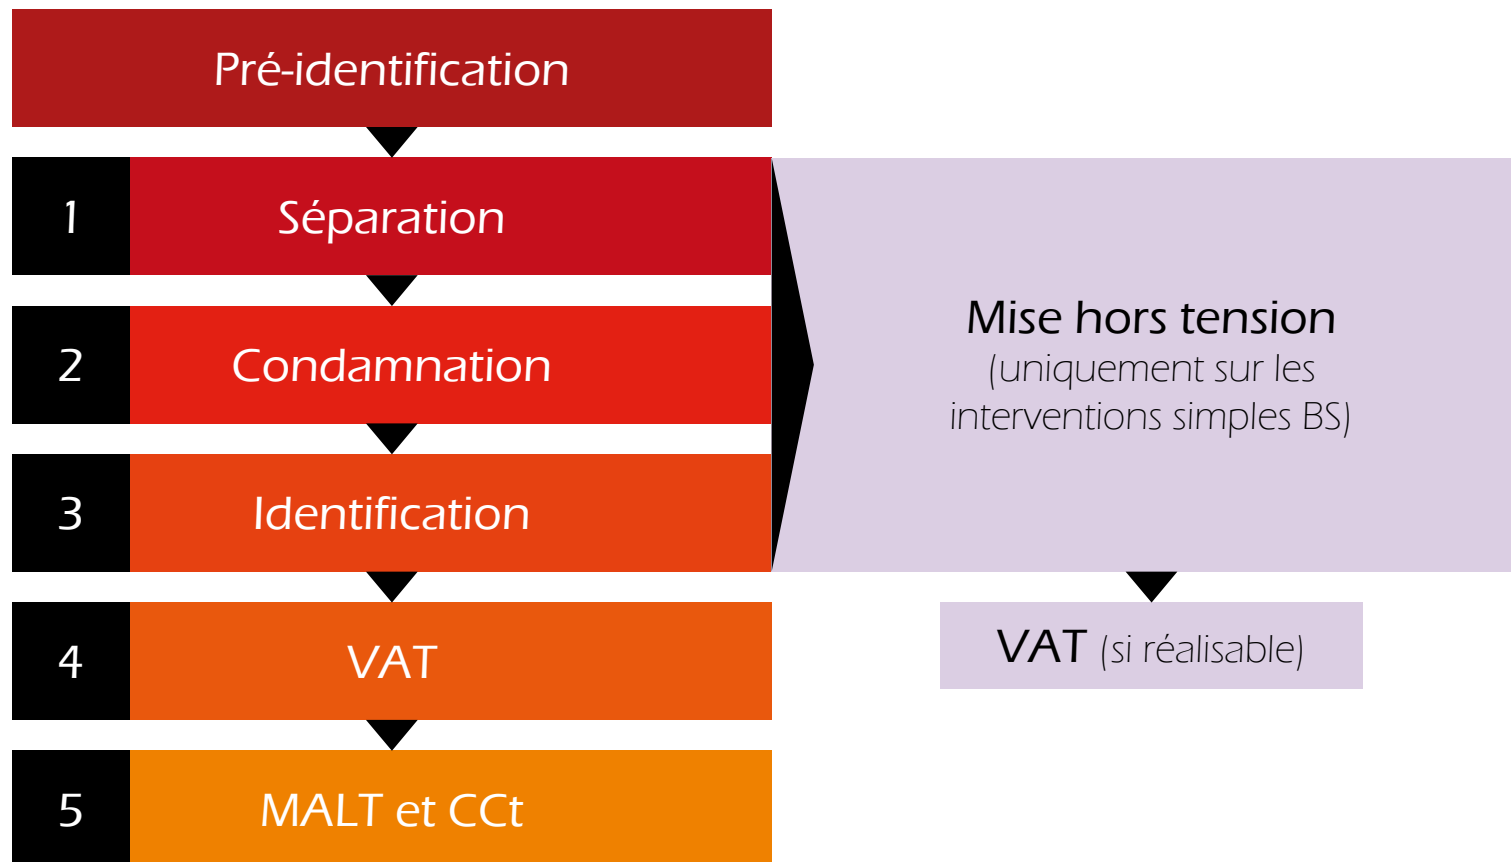 Pré-identification
1 Séparation
2 Condamnation
3 Identification
4 VAT
5 MALT et CCt
Mise hors tension
(uniquement sur les
interventions simples BS)
VAT (si réalisable)